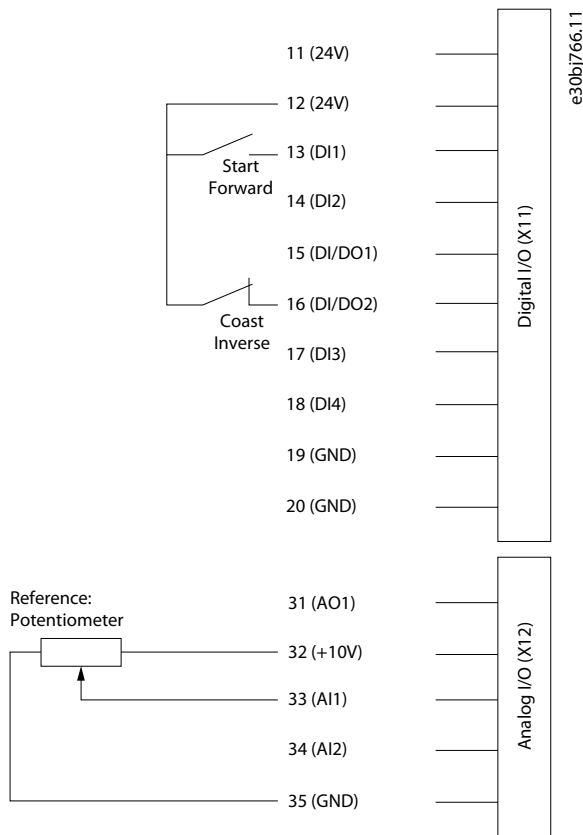 e30bj766.11
11 (24V)
12 (24V)
13 (DI1)
Start
Forward
14 (DI2)
15 (DI/DO1)
16 (DI/DO2)
Coast
Inverse
17 (DI3)
18 (DI4)
19 (GND)
20 (GND)
Digital I/O (X11)
Reference:
Potentiometer
31 (AO1)
32 (+10V)
33 (AI1)
34 (AI2)
35 (GND)
Analog I/O (X12)